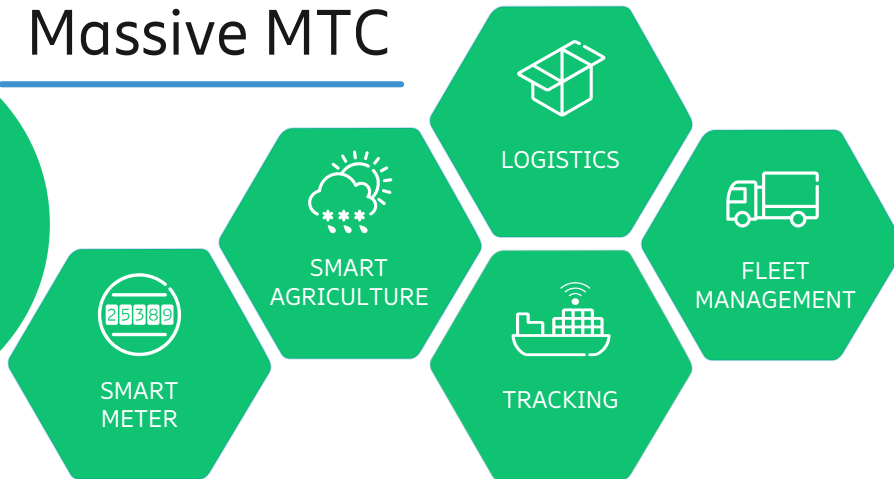 Massive MTC
LOGISTICS
SMART
AGRICULTURE
FLEET
MANAGEMENT
25389
SMART
METER
TRACKING